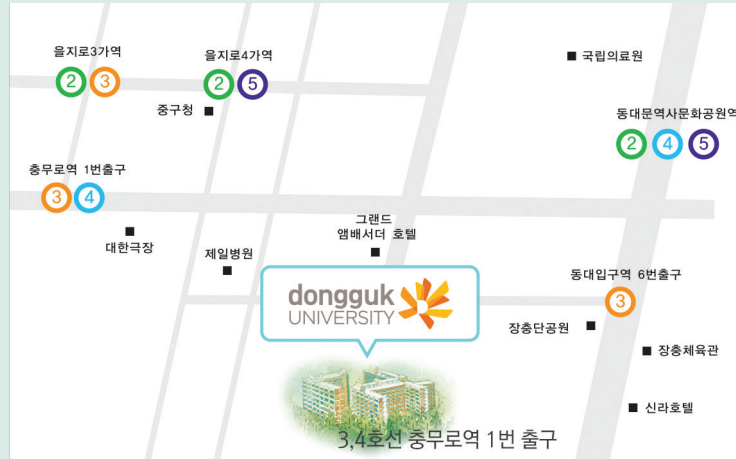 을지로3가역
2 3
을지로4가역
2 5
중구청
국립의료원
동대문역사문화공원역
2 4 5
충무로역 1번출구
3 4
대한극장
제일병원
그랜드
앰배서더 호텔
dongguk
UNIVERSITY
동대입구역 6번출구
3
장충단공원
장충체육관
신라호텔
3,4호선 충무로역 1번 출구